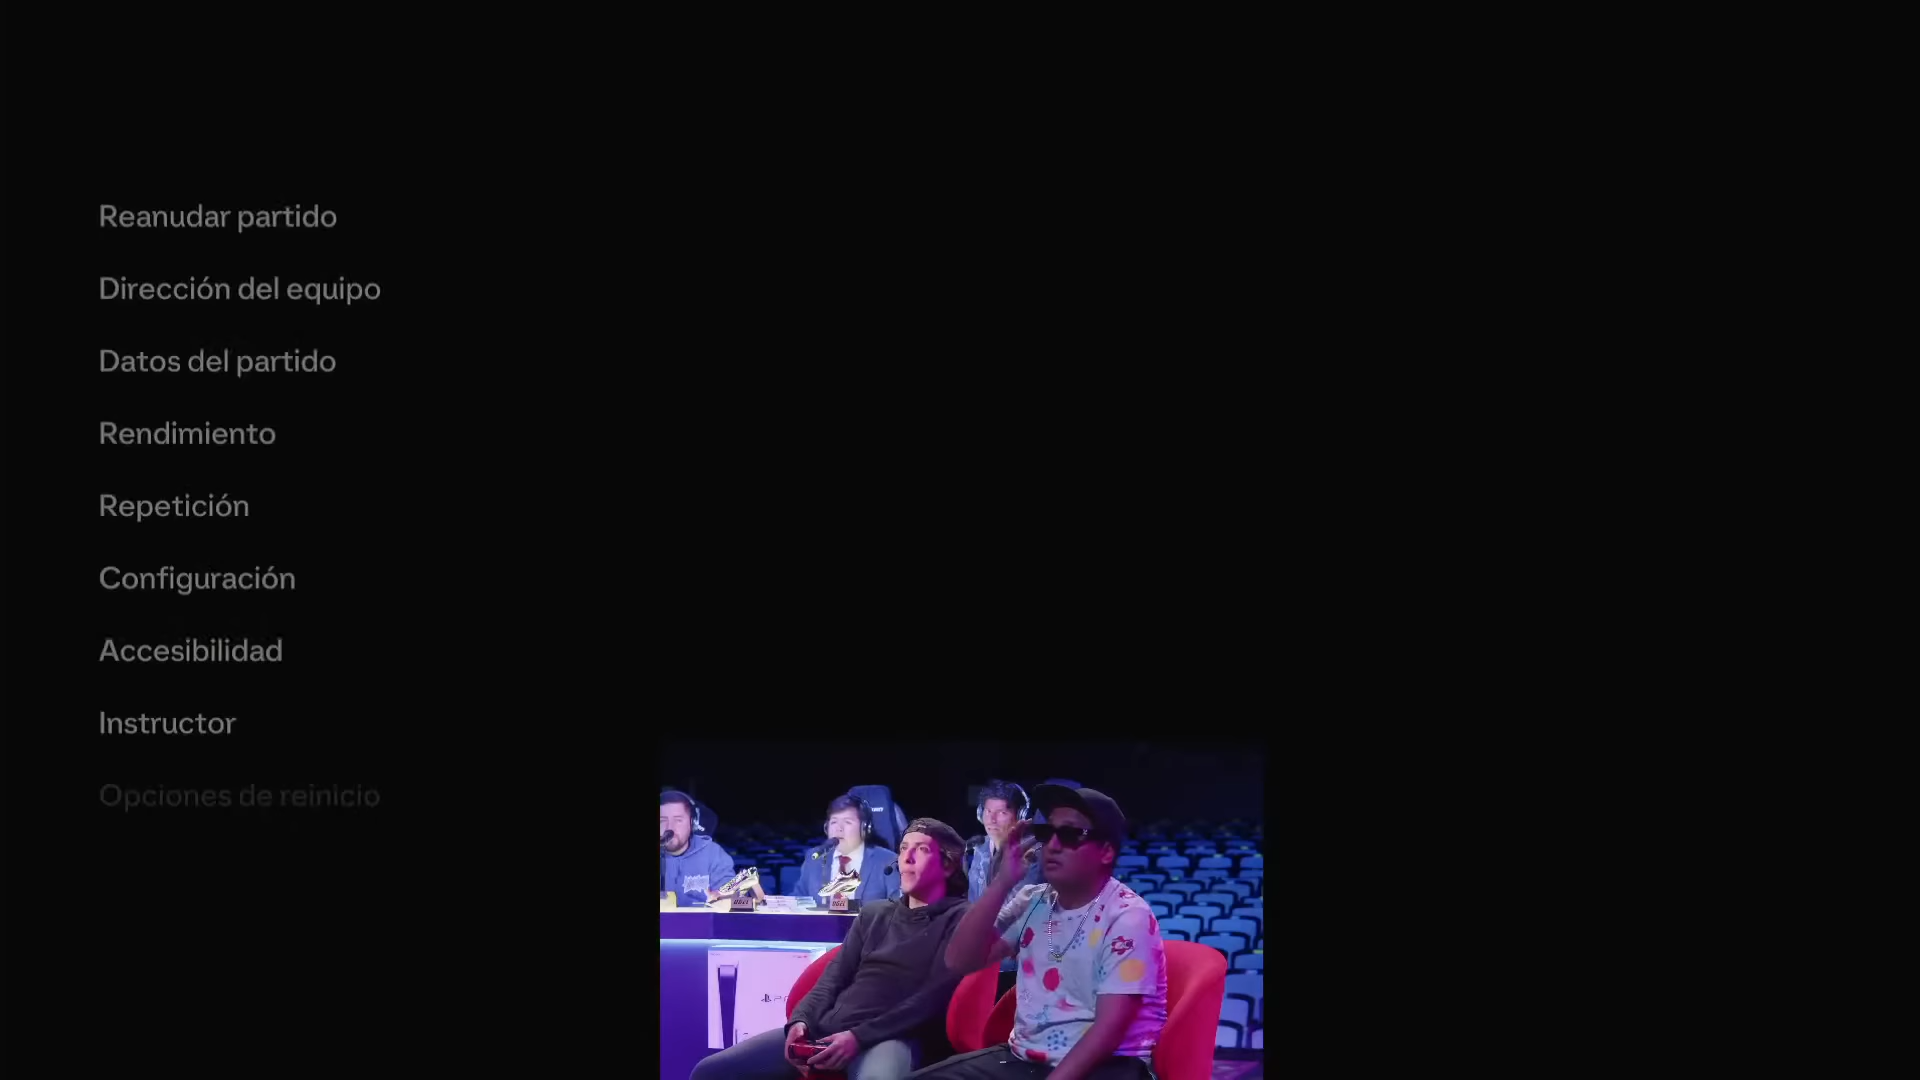 Reanudar partido
Dirección del equipo
Datos del partido
Rendimiento
Repetición
Configuración
Accesibilidad
Instructor
Opciones de reinicio